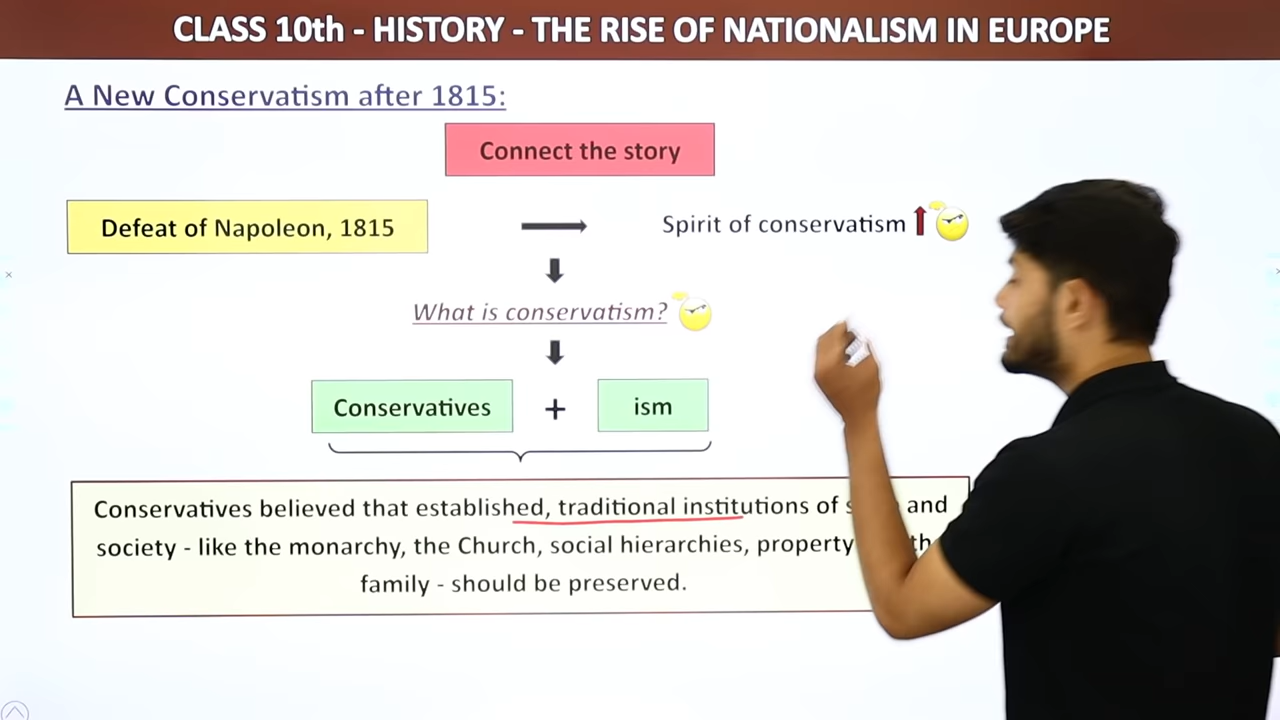 CLASS 10th - HISTORY - THE RISE OF NATIONALISM IN EUROPE
A New Conservatism after 1815:
Connect the story
Defeat of Napoleon, 1815
Spirit of conservatism
What is conservatism?
Conservatives + ism
Conservatives believed that established, traditional institutions of and
society - like the monarchy, the Church, social hierarchies, property
family - should be preserved.